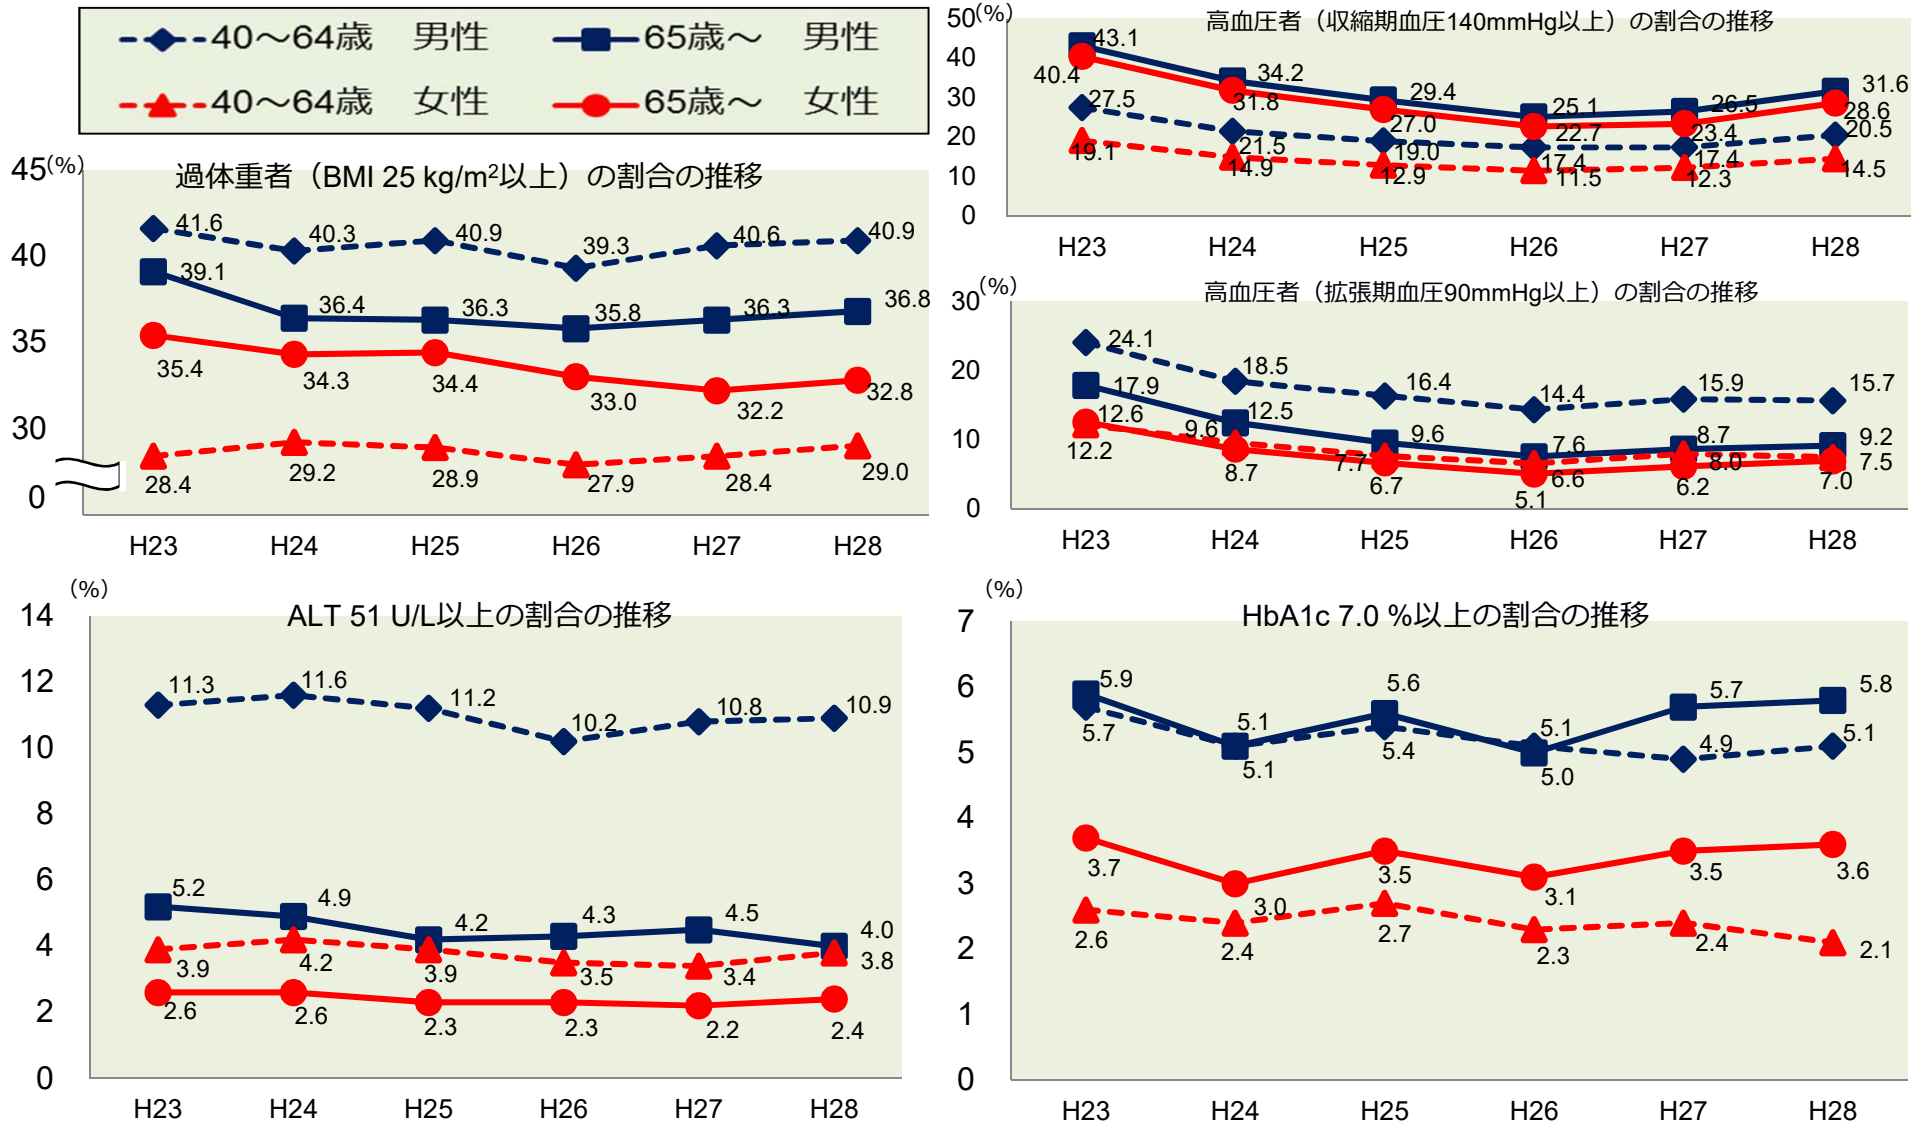 40～64歳　男性
65歳～　男性
40～64歳　女性
65歳～　女性
(%)
過体重者（BMI 25 kg/m²以上）の割合の推移
45
40
35
30
0
41.6 40.3 40.9 39.3 40.6 40.9
39.1 36.4 36.3 35.8 36.3 36.8
35.4 34.3 34.4 33.0 32.2 32.8
28.4 29.2 28.9 27.9 28.4 29.0
H23 H24 H25 H26 H27 H28
(%)
高血圧者（収縮期血圧140mmHg以上）の割合の推移
50
40
30
20
10
0
43.1 34.2 29.4 25.1 26.5 31.6
40.4 31.8 27.0 22.7 23.4 28.6
27.5 21.5 19.0 17.4 17.4 20.5
19.1 14.9 12.9 11.5 12.3 14.5
H23 H24 H25 H26 H27 H28
(%)
高血圧者（拡張期血圧90mmHg以上）の割合の推移
30
20
10
0
24.1 18.5 16.4 14.4 15.9 15.7
17.9 12.5 9.6 7.6 8.7 9.2
12.6 9.6 7.7 6.6 8.0 7.5
12.2 8.7 6.7 5.1 6.2 7.0
H23 H24 H25 H26 H27 H28
(%)
ALT 51 U/L以上の割合の推移
14
12
10
8
6
4
2
0
11.3 11.6 11.2 10.2 10.8 10.9
5.2 4.9 4.2 4.3 4.5 4.0
3.9 4.2 3.9 3.5 3.4 3.8
2.6 2.6 2.3 2.3 2.2 2.4
H23 H24 H25 H26 H27 H28
(%)
HbA1c 7.0 %以上の割合の推移
7
6
5
4
3
2
1
0
5.9 5.1 5.6 5.1 5.7 5.8
5.7 5.1 5.4 5.0 4.9 5.1
3.7 3.0 3.5 3.1 3.5 3.6
2.6 2.4 2.7 2.3 2.4 2.1
H23 H24 H25 H26 H27 H28